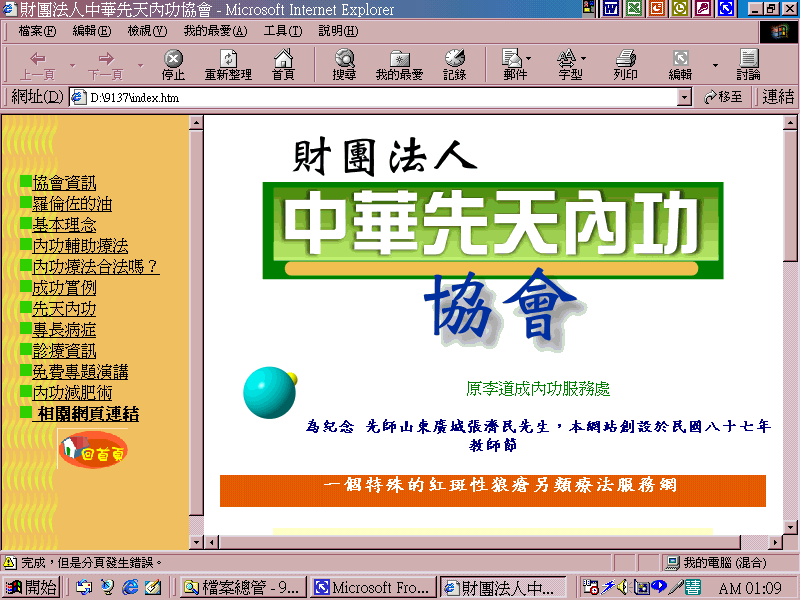 財團法人中華先天內功協會 - Microsoft Internet Explorer
檔案(F) 編輯(E) 檢視(V) 我的最愛(A) 工具(T) 說明(H)
上一頁 下一頁 停止 重新整理 首頁 搜尋 我的最愛 記錄 郵件 字型 列印 編輯 討論
網址(D) D:\9137\index.htm 移至 連結
協會資訊
羅倫佐的油
基本理念
內功輔助療法
內功療法合法嗎？
成功實例
先天內功
專長病症
診療資訊
免費專題演講
內功減肥術
相關網頁連結
回首頁
財團法人
中華先天內功
協會
原李道成內功服務處
為紀念 先師山東廣城張濟民先生，本網站創設於民國八十七年
教師節
一個特殊的紅斑性狼瘡另類療法服務網
完成，但是分頁發生錯誤。 我的電腦 (混合)
開始 檔案總管 - 9... Microsoft Fro... 財團法人中... AM 01:09